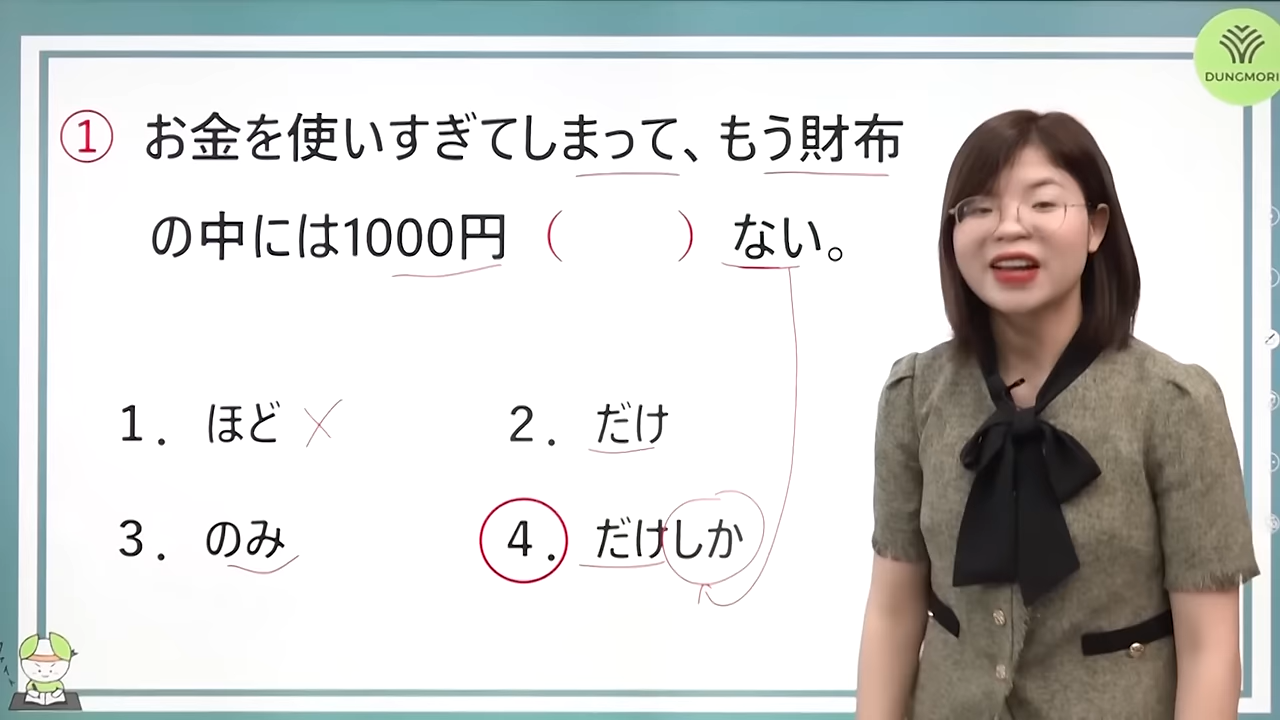 DUNGMORI
① お金を使いすぎてしまって、もう財布
の中には1000円（　　）ない。
1. ほど 2. だけ
3. のみ 4. だけしか